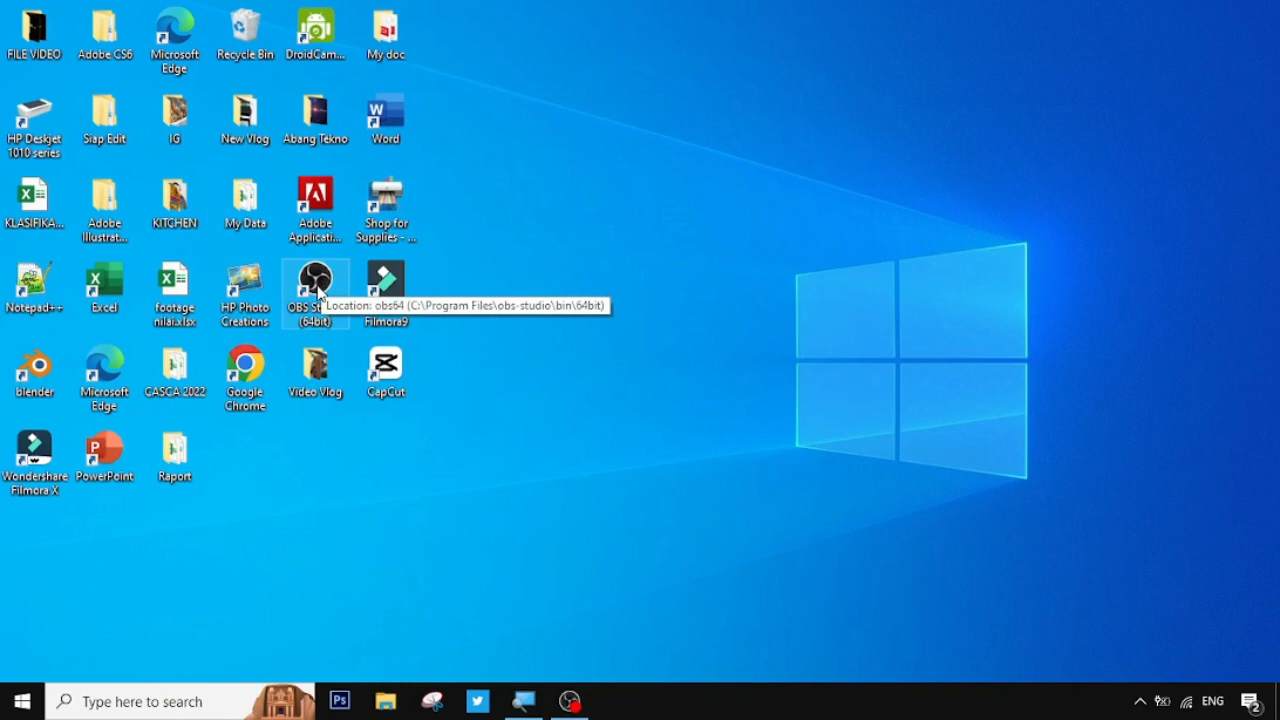 FILE VIDEO
Adobe CS6
Microsoft
Edge
Recycle Bin
DroidCam...
My doc
HP Deskjet
1010 series
Siap Edit
IG
New Vlog
Abang Tekno
Word
KLASIFIKA...
Adobe
Illustrat...
KITCHEN
My Data
Adobe
Applicati...
Shop for
Supplies - ...
Notepad++
Excel
footage
nilai.xlsx
HP Photo
Creations
OBS St
(64bit)
Location: obs64 (C:\Program Files\obs-studio\bin\64bit)
Filmora9
blender
Microsoft
Edge
CASCA 2022
Google
Chrome
Video Vlog
CapCut
Wondershare
Filmora X
PowerPoint
Raport
Type here to search
Ps
ENG
2